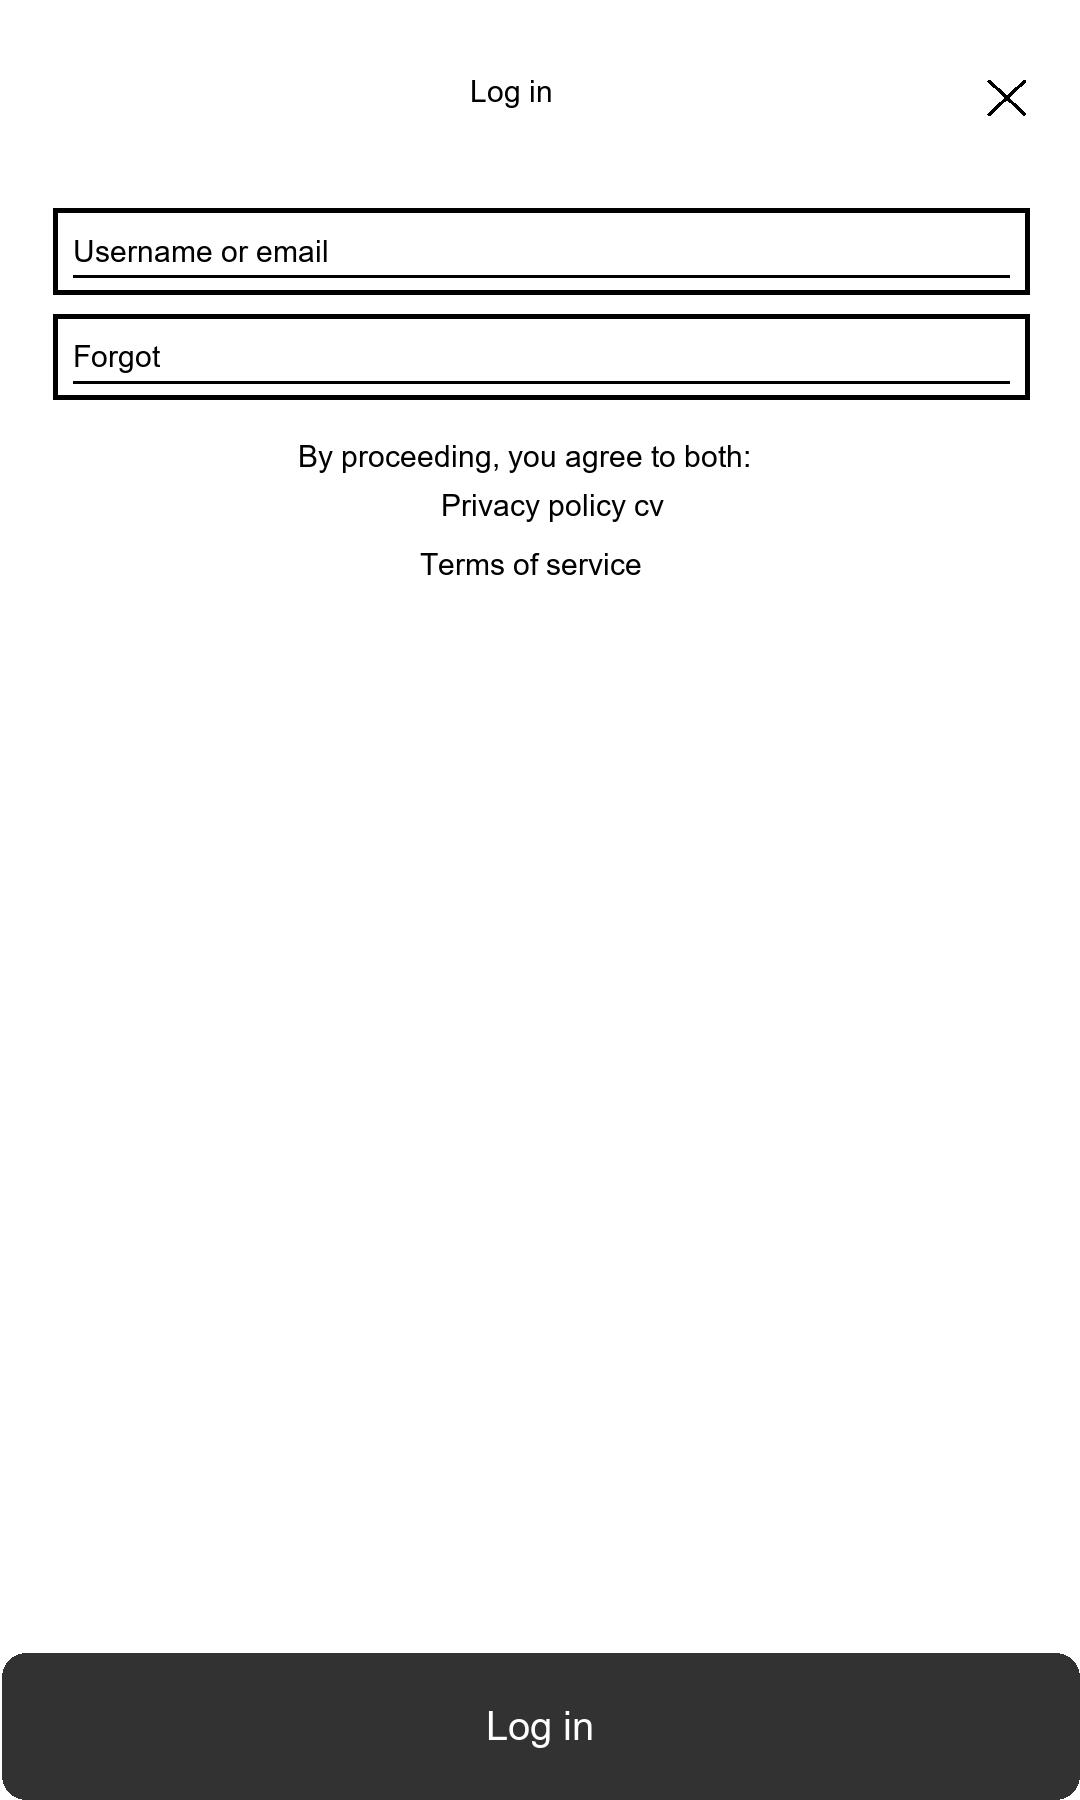 Log in
Username or email
Forgot
By proceeding, you agree to both:
Privacy policy cv
Terms of service
Log in